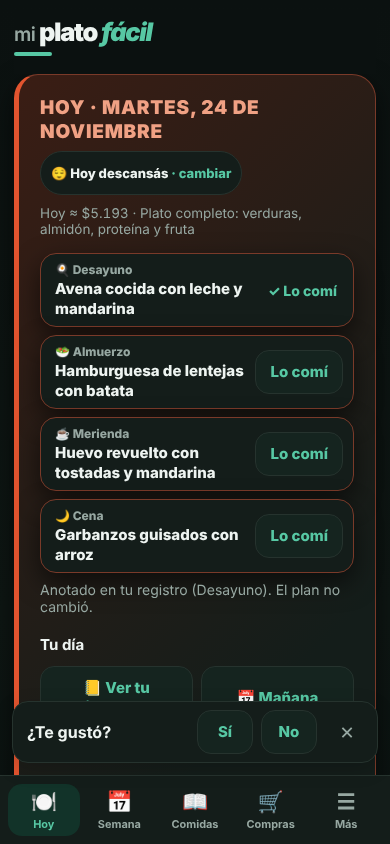 mi plato fácil
HOY · MARTES, 24 DE
NOVIEMBRE
😌 Hoy descansás · cambiar
Hoy ≈ $5.193 · Plato completo: verduras,
almidón, proteína y fruta
🍳 Desayuno
Avena cocida con leche y
mandarina
✓ Lo comí
🥗 Almuerzo
Hamburguesa de lentejas
con batata
Lo comí
☕ Merienda
Huevo revuelto con
tostadas y mandarina
Lo comí
🌙 Cena
Garbanzos guisados con
arroz
Lo comí
Anotado en tu registro (Desayuno). El plan no
cambió.
Tu día
📒 Ver tu
📅 Mañana
¿Te gustó?
Sí
No
✕
Hoy
Semana
Comidas
Compras
Más